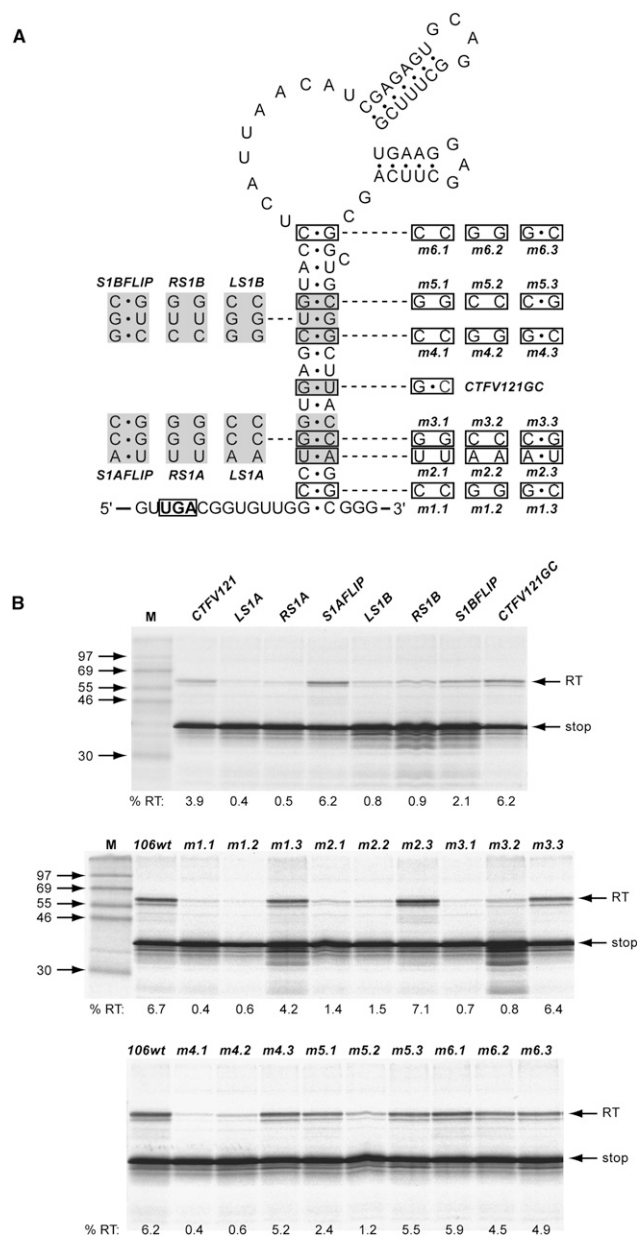 A
G C A G G
C G A G A G U
G C U U U C G
U U A A C A U
U G A A G
A C U U C
G A G
U C A U
G C
C·G C C G G G·C
m6.1 m6.2 m6.3
C·G
A·U C
U·G
S1BFLIP RS1B LS1B
m5.1 m5.2 m5.3
C·G G G C C G·C G G C C C·G
G·U U U G G U·G
G·C C C G G C·G C C G G G·C
m4.1 m4.2 m4.3
G·C
A·U
G·U G·C CTFV121GC
U·A
m3.1 m3.2 m3.3
C·G G G C C G·C
C·G G G C C G·C G G C C C·G
A·U U U A A U·A U U A A A·U
S1AFLIP RS1A LS1A
m2.1 m2.2 m2.3
C·G
C·G C C G G G·C
m1.1 m1.2 m1.3
5' – GUUGACGGUGUUGG·CGGG – 3'
B
M CTFV121 LS1A RS1A S1AFLIP LS1B RS1B S1BFLIP CTFV121GC
97
69
55
46
30
RT
stop
% RT: 3.9 0.4 0.5 6.2 0.8 0.9 2.1 6.2
M 106wt m1.1 m1.2 m1.3 m2.1 m2.2 m2.3 m3.1 m3.2 m3.3
97
69
55
46
30
RT
stop
% RT: 6.7 0.4 0.6 4.2 1.4 1.5 7.1 0.7 0.8 6.4
106wt m4.1 m4.2 m4.3 m5.1 m5.2 m5.3 m6.1 m6.2 m6.3
RT
stop
% RT: 6.2 0.4 0.6 5.2 2.4 1.2 5.5 5.9 4.5 4.9